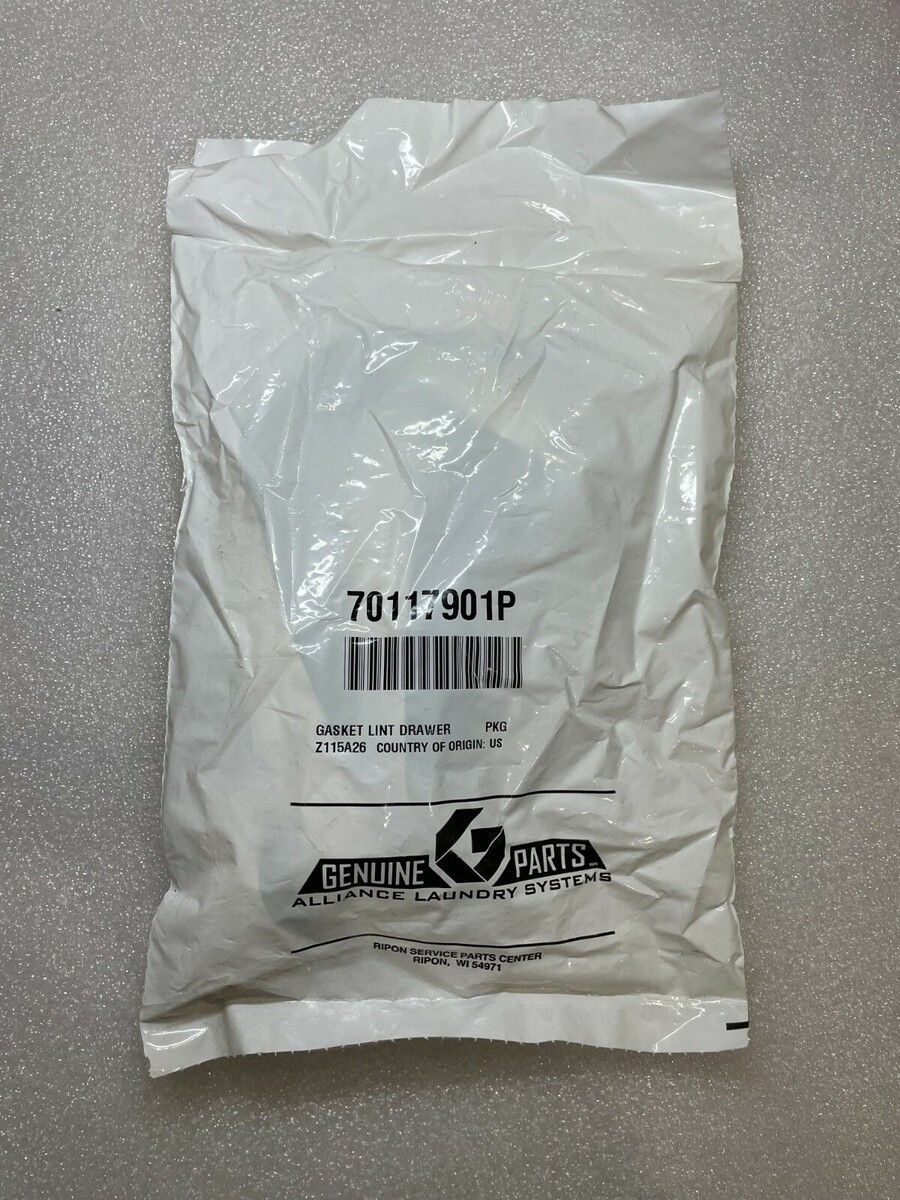 70117901P
GASKET LINT DRAWER PKG
Z115A26 COUNTRY OF ORIGIN: US
GENUINE G PARTS
ALLIANCE LAUNDRY SYSTEMS
RIPON SERVICE PARTS CENTER
RIPON, WI 54971